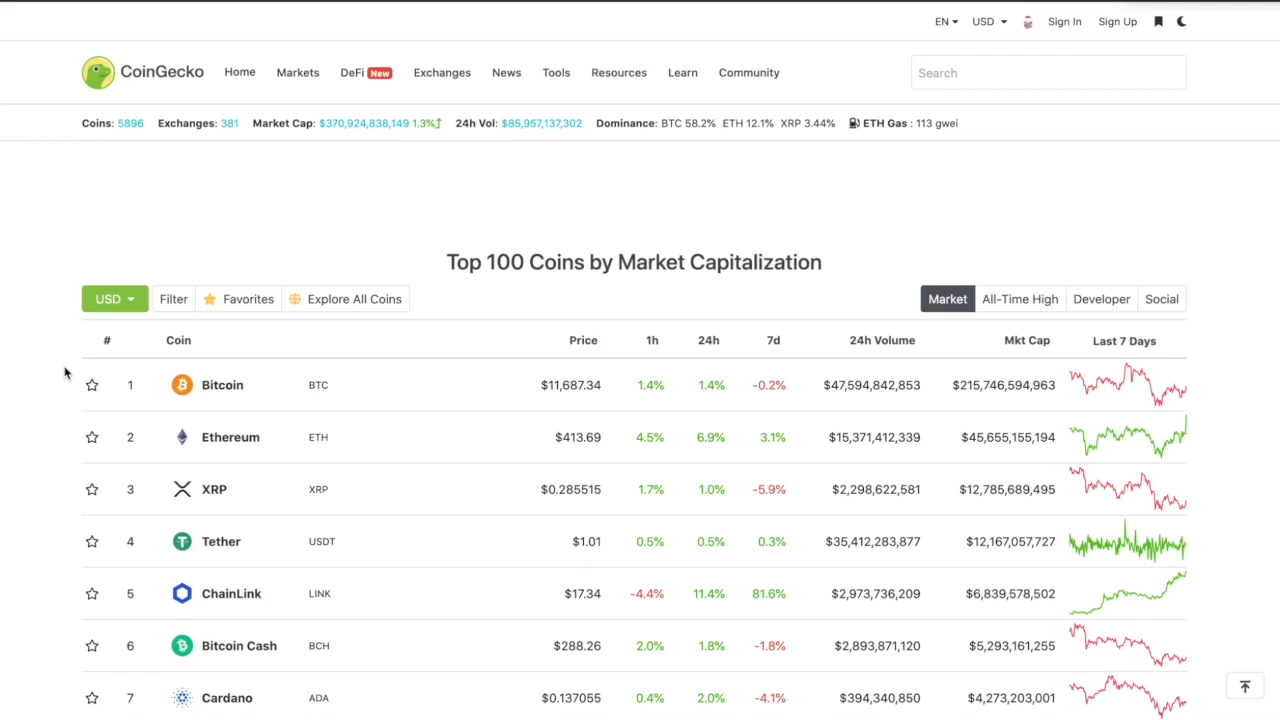 EN USD Sign In Sign Up
CoinGecko Home Markets DeFi New Exchanges News Tools Resources Learn Community Search
Coins: 5896 Exchanges: 381 Market Cap: $370,924,838,149 1.3% 24h Vol: $85,957,137,302 Dominance: BTC 58.2% ETH 12.1% XRP 3.44% ETH Gas : 113 gwei
Top 100 Coins by Market Capitalization
USD Filter Favorites Explore All Coins Market All-Time High Developer Social
# Coin Price 1h 24h 7d 24h Volume Mkt Cap Last 7 Days
1 Bitcoin BTC $11,687.34 1.4% 1.4% -0.2% $47,594,842,853 $215,746,594,963
2 Ethereum ETH $413.69 4.5% 6.9% 3.1% $15,371,412,339 $45,655,155,194
3 XRP XRP $0.285515 1.7% 1.0% -5.9% $2,298,622,581 $12,785,689,495
4 Tether USDT $1.01 0.5% 0.5% 0.3% $35,412,283,877 $12,167,057,727
5 ChainLink LINK $17.34 -4.4% 11.4% 81.6% $2,973,736,209 $6,839,578,502
6 Bitcoin Cash BCH $288.26 2.0% 1.8% -1.8% $2,893,871,120 $5,293,161,255
7 Cardano ADA $0.137055 0.4% 2.0% -4.1% $394,340,850 $4,273,203,001